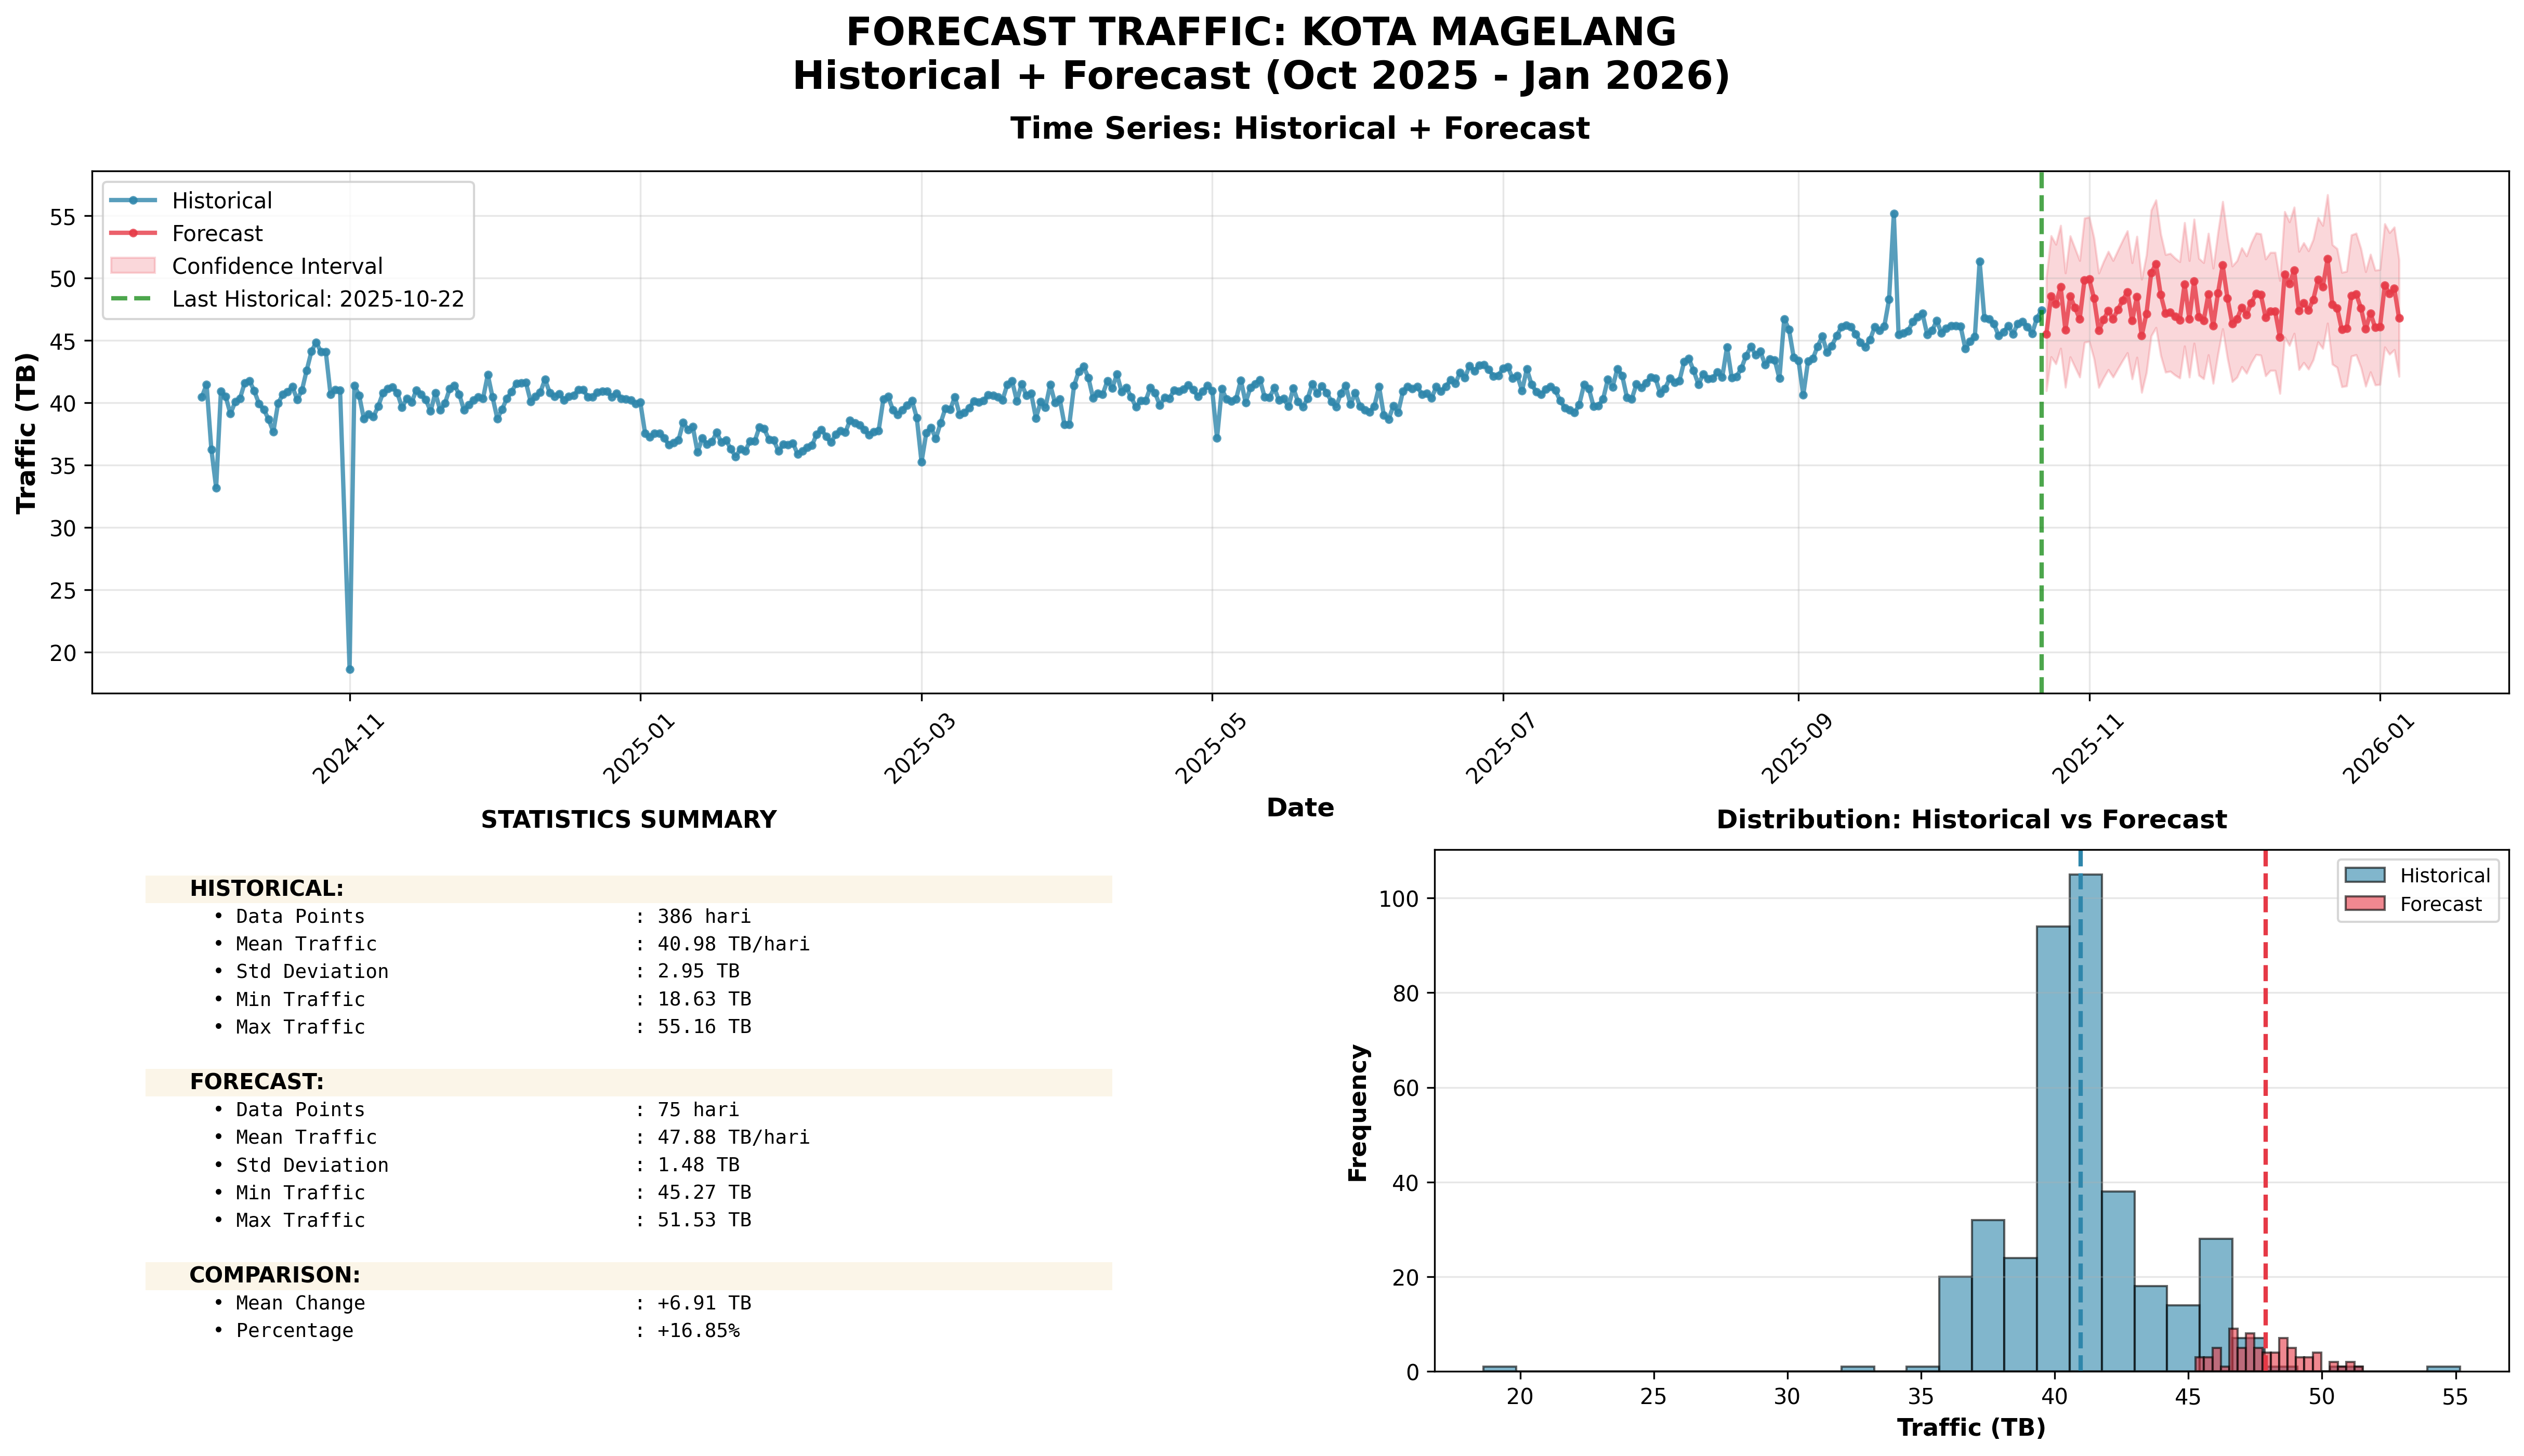 FORECAST TRAFFIC: KOTA MAGELANG
Historical + Forecast (Oct 2025 - Jan 2026)
Time Series: Historical + Forecast
Historical
Forecast
Confidence Interval
Last Historical: 2025-10-22
Traffic (TB)
55
50
45
40
35
30
25
20
2024-11
2025-01
2025-03
2025-05
2025-07
2025-09
2025-11
2026-01
Date
STATISTICS SUMMARY
HISTORICAL:
• Data Points : 386 hari
• Mean Traffic : 40.98 TB/hari
• Std Deviation : 2.95 TB
• Min Traffic : 18.63 TB
• Max Traffic : 55.16 TB
FORECAST:
• Data Points : 75 hari
• Mean Traffic : 47.88 TB/hari
• Std Deviation : 1.48 TB
• Min Traffic : 45.27 TB
• Max Traffic : 51.53 TB
COMPARISON:
• Mean Change : +6.91 TB
• Percentage : +16.85%
Distribution: Historical vs Forecast
Historical
Forecast
Frequency
100
80
60
40
20
0
20
25
30
35
40
45
50
55
Traffic (TB)